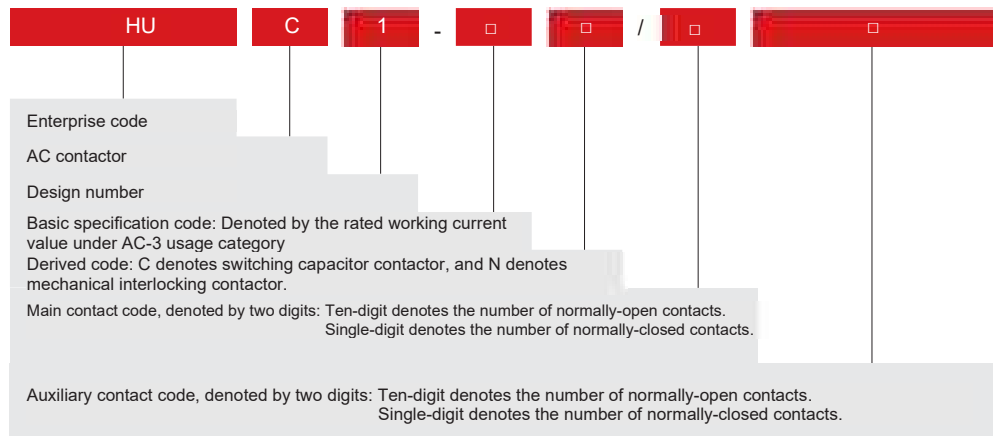 HU C 1 - □ □ / □ □
Enterprise code
AC contactor
Design number
Basic specification code: Denoted by the rated working current
value under AC-3 usage category
Derived code: C denotes switching capacitor contactor, and N denotes
mechanical interlocking contactor.
Main contact code, denoted by two digits: Ten-digit denotes the number of normally-open contacts.
Single-digit denotes the number of normally-closed contacts.
Auxiliary contact code, denoted by two digits: Ten-digit denotes the number of normally-open contacts.
Single-digit denotes the number of normally-closed contacts.